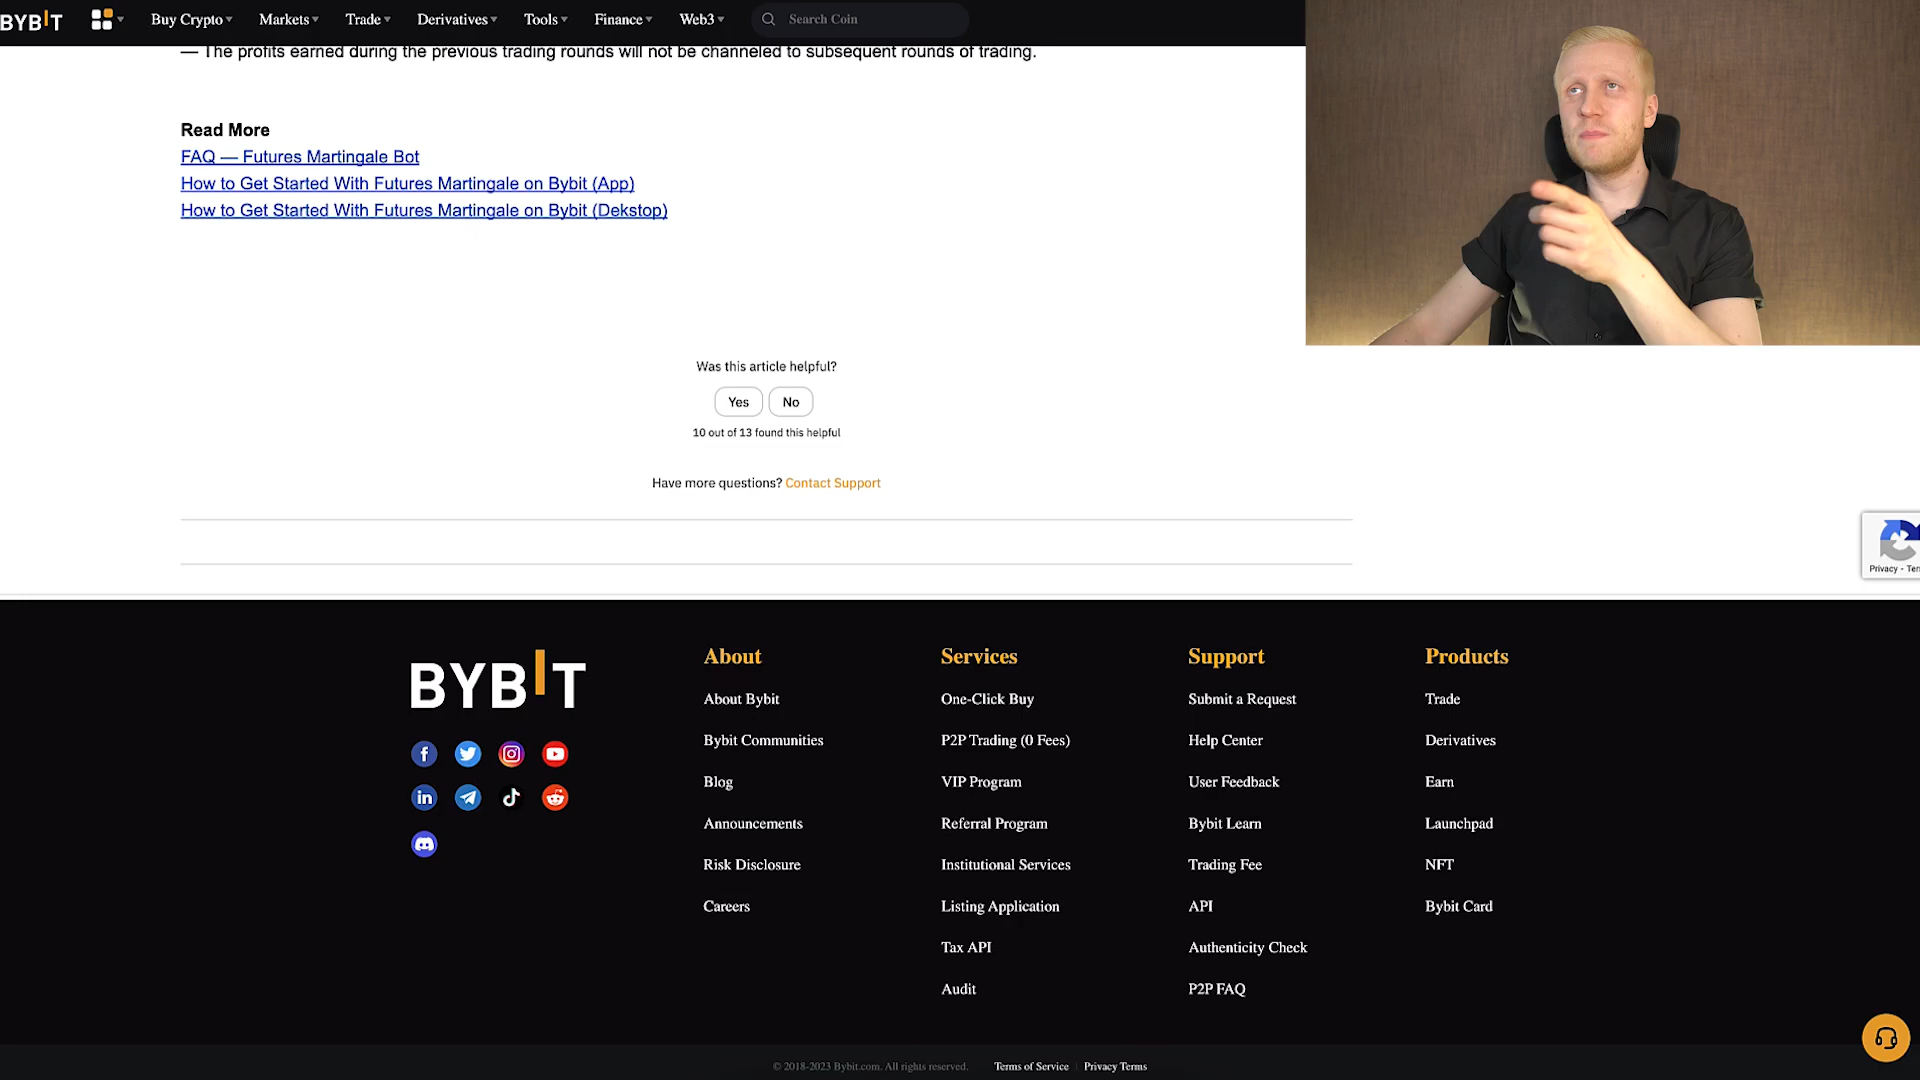 BYBIT Buy Crypto Markets Trade Derivatives Tools Finance Web3 Search Coin
— The profits earned during the previous trading rounds will not be channeled to subsequent rounds of trading.
Read More
FAQ — Futures Martingale Bot
How to Get Started With Futures Martingale on Bybit (App)
How to Get Started With Futures Martingale on Bybit (Dekstop)
Was this article helpful?
Yes No
10 out of 13 found this helpful
Have more questions? Contact Support
Privacy -
BYBIT
About
About Bybit
Bybit Communities
Blog
Announcements
Risk Disclosure
Careers
Services
One-Click Buy
P2P Trading (0 Fees)
VIP Program
Referral Program
Institutional Services
Listing Application
Tax API
Audit
Support
Submit a Request
Help Center
User Feedback
Bybit Learn
Trading Fee
API
Authenticity Check
P2P FAQ
Products
Trade
Derivatives
Earn
Launchpad
NFT
Bybit Card
© 2018-2023 Bybit.com. All rights reserved. Terms of Service | Privacy Terms